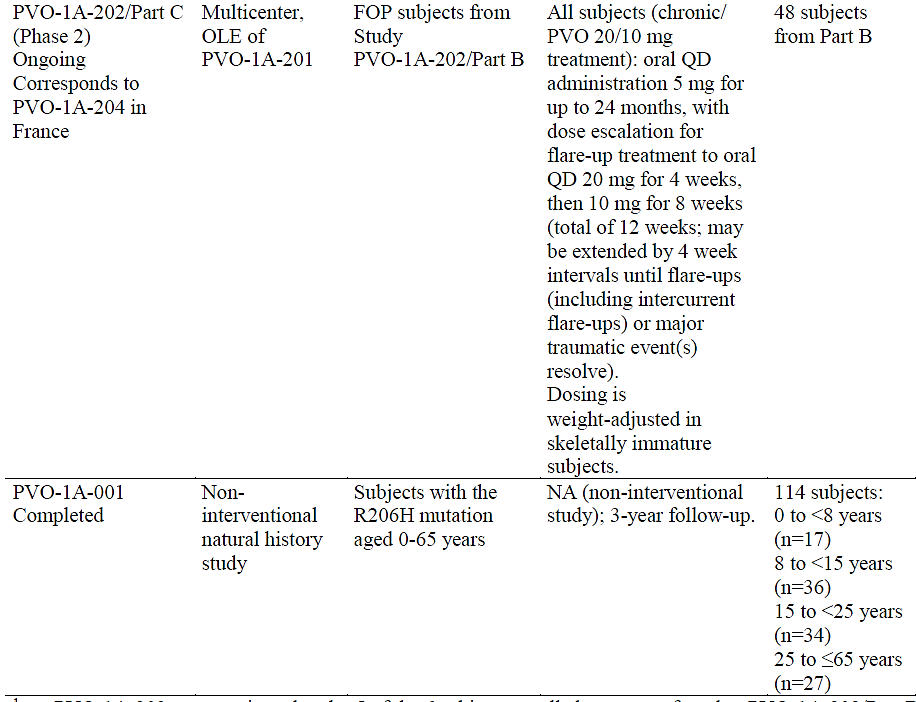 PVO-1A-202/Part C
(Phase 2)
Ongoing
Corresponds to
PVO-1A-204 in
France
Multicenter,
OLE of
PVO-1A-201
FOP subjects from
Study
PVO-1A-202/Part B
All subjects (chronic/
PVO 20/10 mg
treatment): oral QD
administration 5 mg for
up to 24 months, with
dose escalation for
flare-up treatment to oral
QD 20 mg for 4 weeks,
then 10 mg for 8 weeks
(total of 12 weeks; may
be extended by 4 week
intervals until flare-ups
(including intercurrent
flare-ups) or major
traumatic event(s)
resolve).
Dosing is
weight-adjusted in
skeletally immature
subjects.
48 subjects
from Part B
PVO-1A-001
Completed
Non-
interventional
natural history
study
Subjects with the
R206H mutation
aged 0-65 years
NA (non-interventional
study); 3-year follow-up.
114 subjects:
0 to <8 years
(n=17)
8 to <15 years
(n=36)
15 to <25 years
(n=34)
25 to ≤65 years
(n=27)